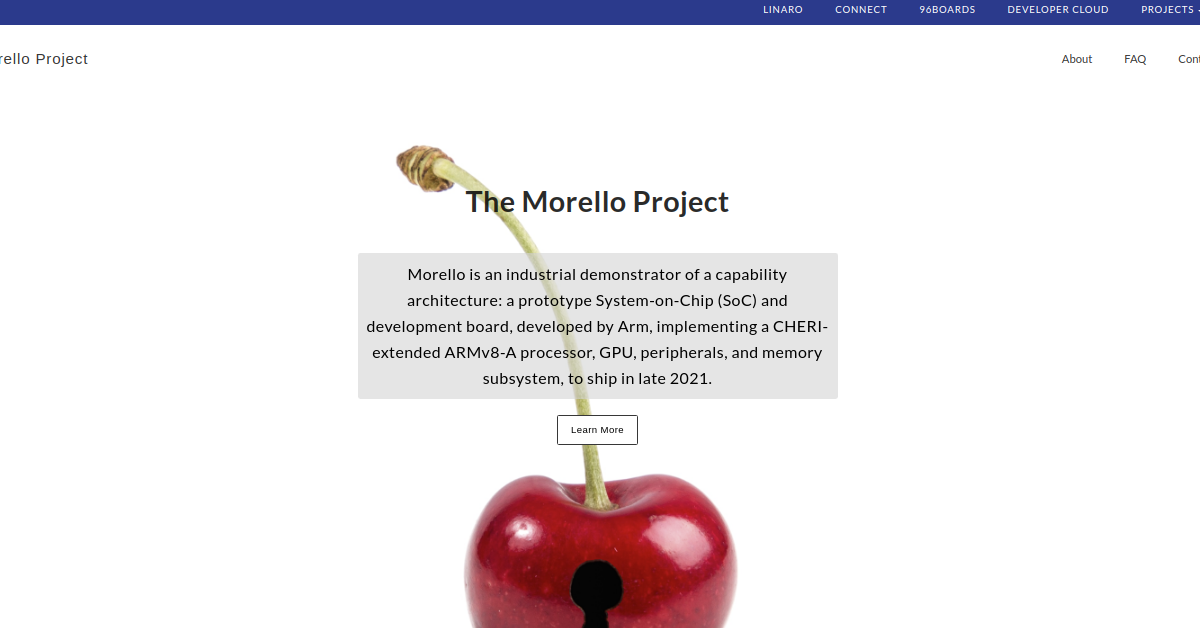 LINARO CONNECT 96BOARDS DEVELOPER CLOUD PROJECTS
rello Project About FAQ Cont
The Morello Project
Morello is an industrial demonstrator of a capability
architecture: a prototype System-on-Chip (SoC) and
development board, developed by Arm, implementing a CHERI-
extended ARMv8-A processor, GPU, peripherals, and memory
subsystem, to ship in late 2021.
Learn More